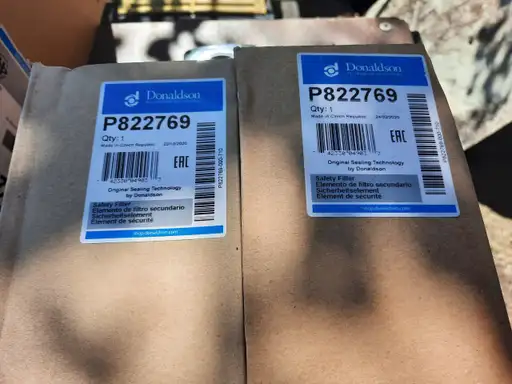 Donaldson
P822769
Qty: 1
Made in Czech Republic
EAC
Original Sealing Technology
by Donaldson
Safety Filter
Elemento de filtro secundario
Sicherheitselement
Élément de sécurité
Donaldson
P822769
Qty: 1
Made in Czech Republic
EAC
Original Sealing Technology
by Donaldson
Safety Filter
Elemento de filtro secundario
Sicherheitselement
Élément de sécurité